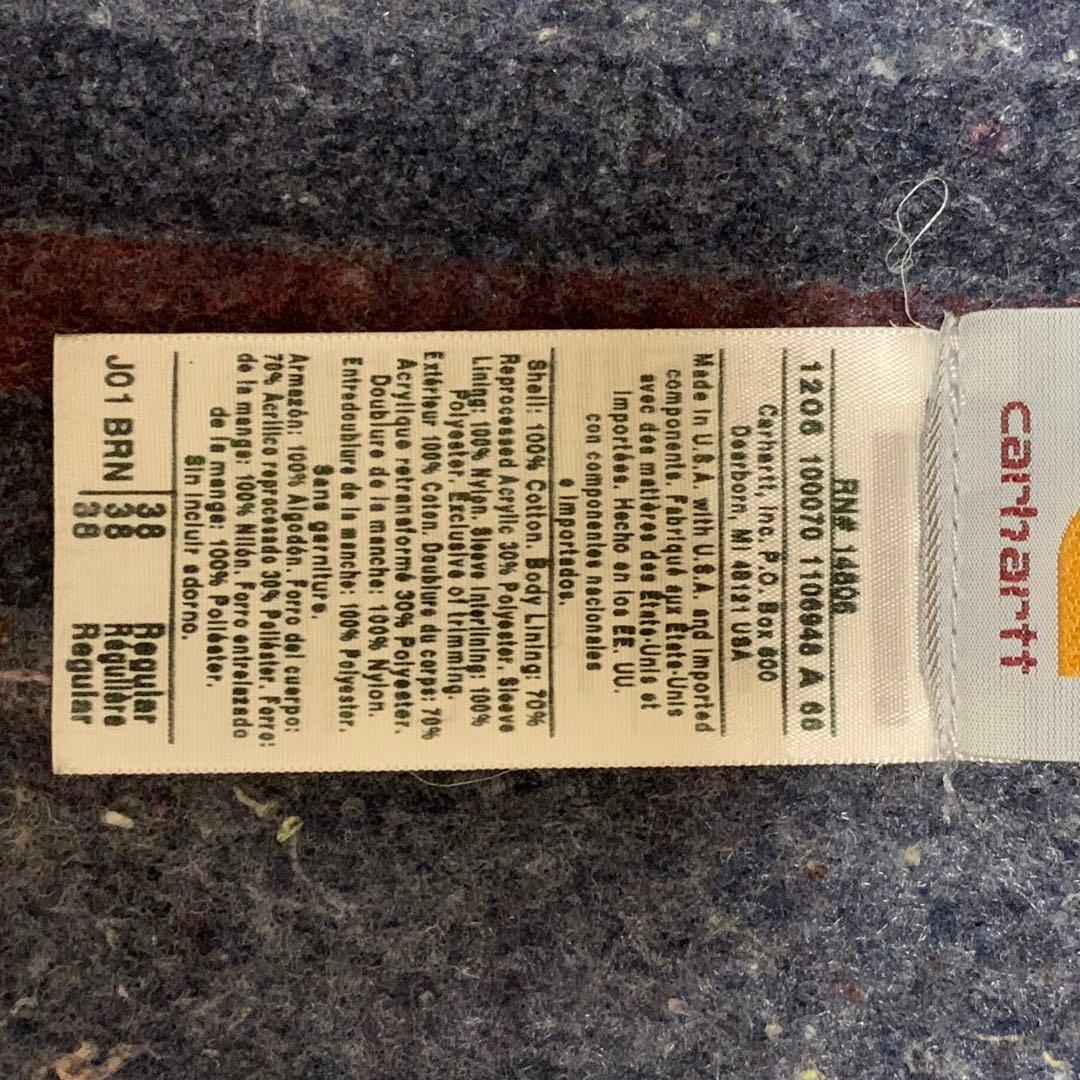 carhartt
RN# 14806
1206 100070 1106948 A 66
Carhartt, Inc. P.O. Box 600
Dearborn, MI 48121 USA
Made in U.S.A. with U.S.A. and Imported
components. Fabriqué aux États-Unis
avec des matières des États-Unis et
Importées. Hecho en los EE. UU.
con componentes nacionales
e importados.
Shell: 100% Cotton. Body Lining: 70%
Reprocessed Acrylic 30% Polyester. Sleeve
Lining: 100% Nylon. Sleeve Interlining: 100%
Polyester. Exclusive of trimming.
Extérieur 100% Coton. Doublure du corps: 70%
Acrylique retransformé 30% Polyester.
Doublure de la manche: 100% Nylon.
Entredoublure de la manche: 100% Polyester.
Sans garniture.
Armazón: 100% Algodón. Forro del cuerpo:
70% Acrílico reprocesado 30% Poliéster. Forro:
de la manga: 100% Nilón. Forro entrelazado
de la manga: 100% Poliéster.
Sin incluir adorno.
J01 BRN 38 Regular
38 Régulière
38 Regular